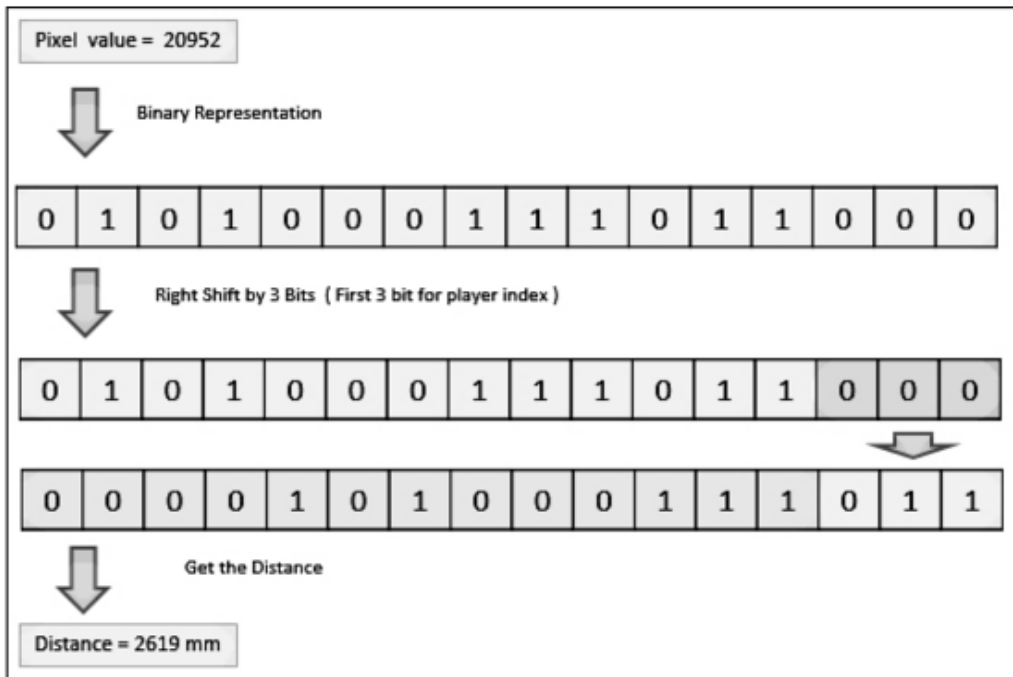 Pixel value = 20952
Binary Representation
0 1 0 1 0 0 0 1 1 1 0 1 1 0 0 0
Right Shift by 3 Bits ( First 3 bit for player index )
0 1 0 1 0 0 0 1 1 1 0 1 1 0 0 0
0 0 0 0 1 0 1 0 0 0 1 1 1 0 1 1
Get the Distance
Distance = 2619 mm